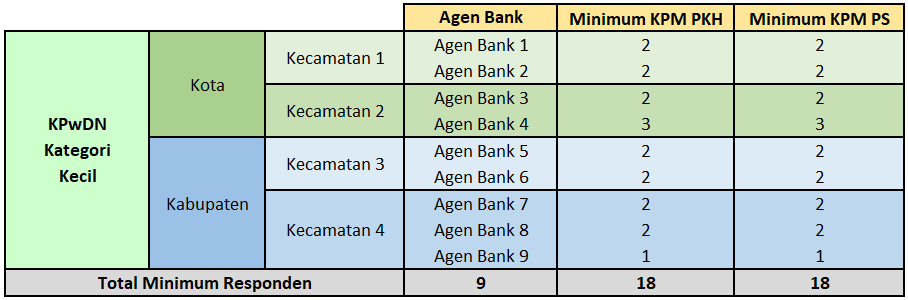 Agen Bank Minimum KPM PKH Minimum KPM PS
KPwDN
Kategori
Kecil
Kota
Kecamatan 1
Agen Bank 1 2 2
Agen Bank 2 2 2
Kecamatan 2
Agen Bank 3 2 2
Agen Bank 4 3 3
Kabupaten
Kecamatan 3
Agen Bank 5 2 2
Agen Bank 6 2 2
Kecamatan 4
Agen Bank 7 2 2
Agen Bank 8 2 2
Agen Bank 9 1 1
Total Minimum Responden 9 18 18